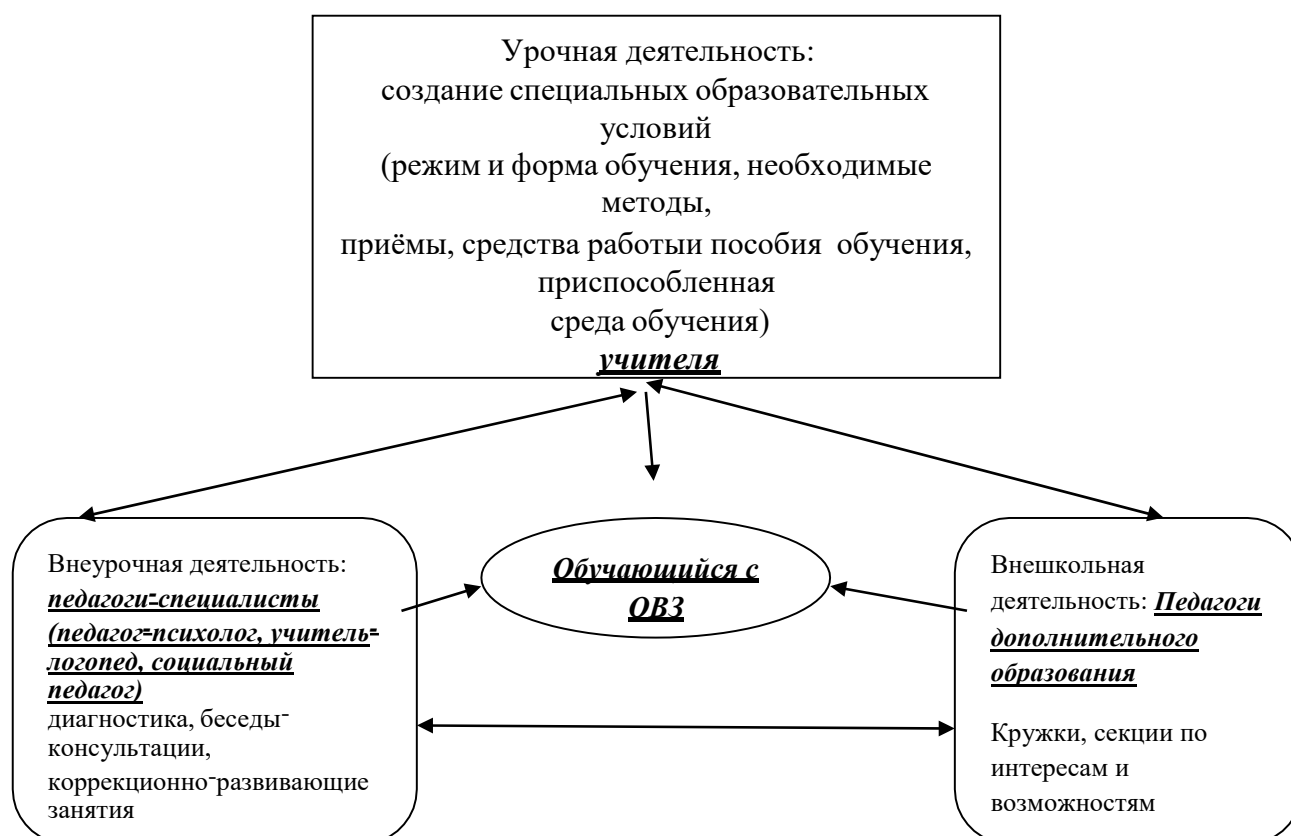 Урочная деятельность:
создание специальных образовательных
условий
(режим и форма обучения, необходимые
методы,
приёмы, средства работыи пособия обучения,
приспособленная
среда обучения)
учителя
Внеурочная деятельность:
педагоги-специалисты
(педагог-психолог, учитель-
логопед, социальный
педагог)
диагностика, беседы-
консультации,
коррекционно-развивающие
занятия
Обучающийся с
ОВЗ
Внешкольная
деятельность: Педагоги
дополнительного
образования
Кружки, секции по
интересам и
возможностям